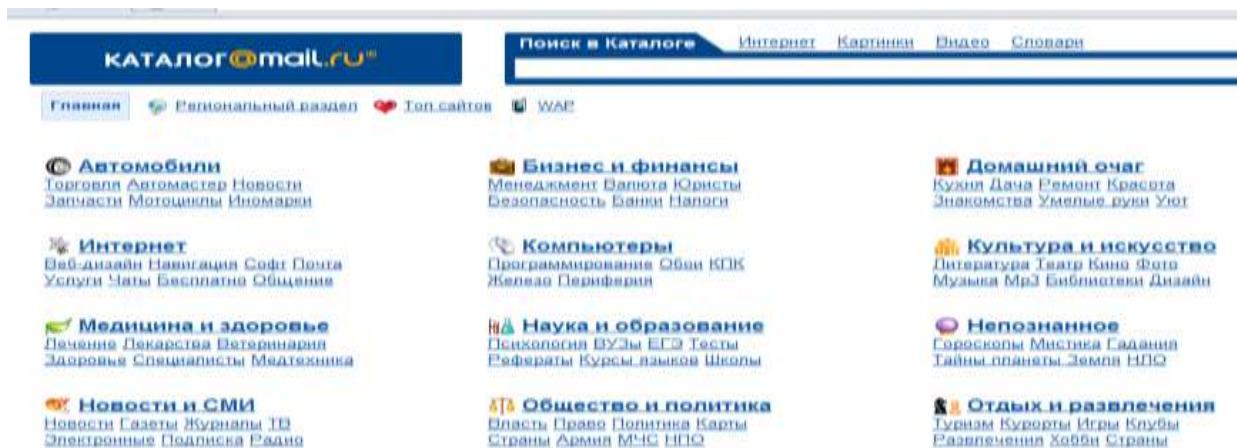 каталог@mail.ru
Поиск в Каталоге Интернет Картинки Видео Словари
Главная Региональный раздел Топ сайтов WAP
Автомобили
Торговля Автомастер Новости
Запчасти Мотоциклы Иномарки
Бизнес и финансы
Менеджмент Валюта Юристы
Безопасность Банки Налоги
Домашний очаг
Кухня Дача Ремонт Красота
Знакомства Умелые руки Уют
Интернет
Веб-дизайн Навигация Софт Почта
Услуги Чаты Бесплатно Общение
Компьютеры
Программирование Обои КПК
Железо Периферия
Культура и искусство
Литература Театр Кино Фото
Музыка Mp3 Библиотеки Дизайн
Медицина и здоровье
Лечение Лекарства Ветеринария
Здоровье Специалисты Медтехника
Наука и образование
Психология ВУЗы ЕГЭ Тесты
Рефераты Курсы языков Школы
Непознанное
Гороскопы Мистика Гадания
Тайны планеты Земля НЛО
Новости и СМИ
Новости Газеты Журналы ТВ
Электронные Подписка Радио
Общество и политика
Власть Право Политика Карты
Страны Армия МЧС НПО
Отдых и развлечения
Туризм Курорты Игры Клубы
Развлечения Хобби Страны